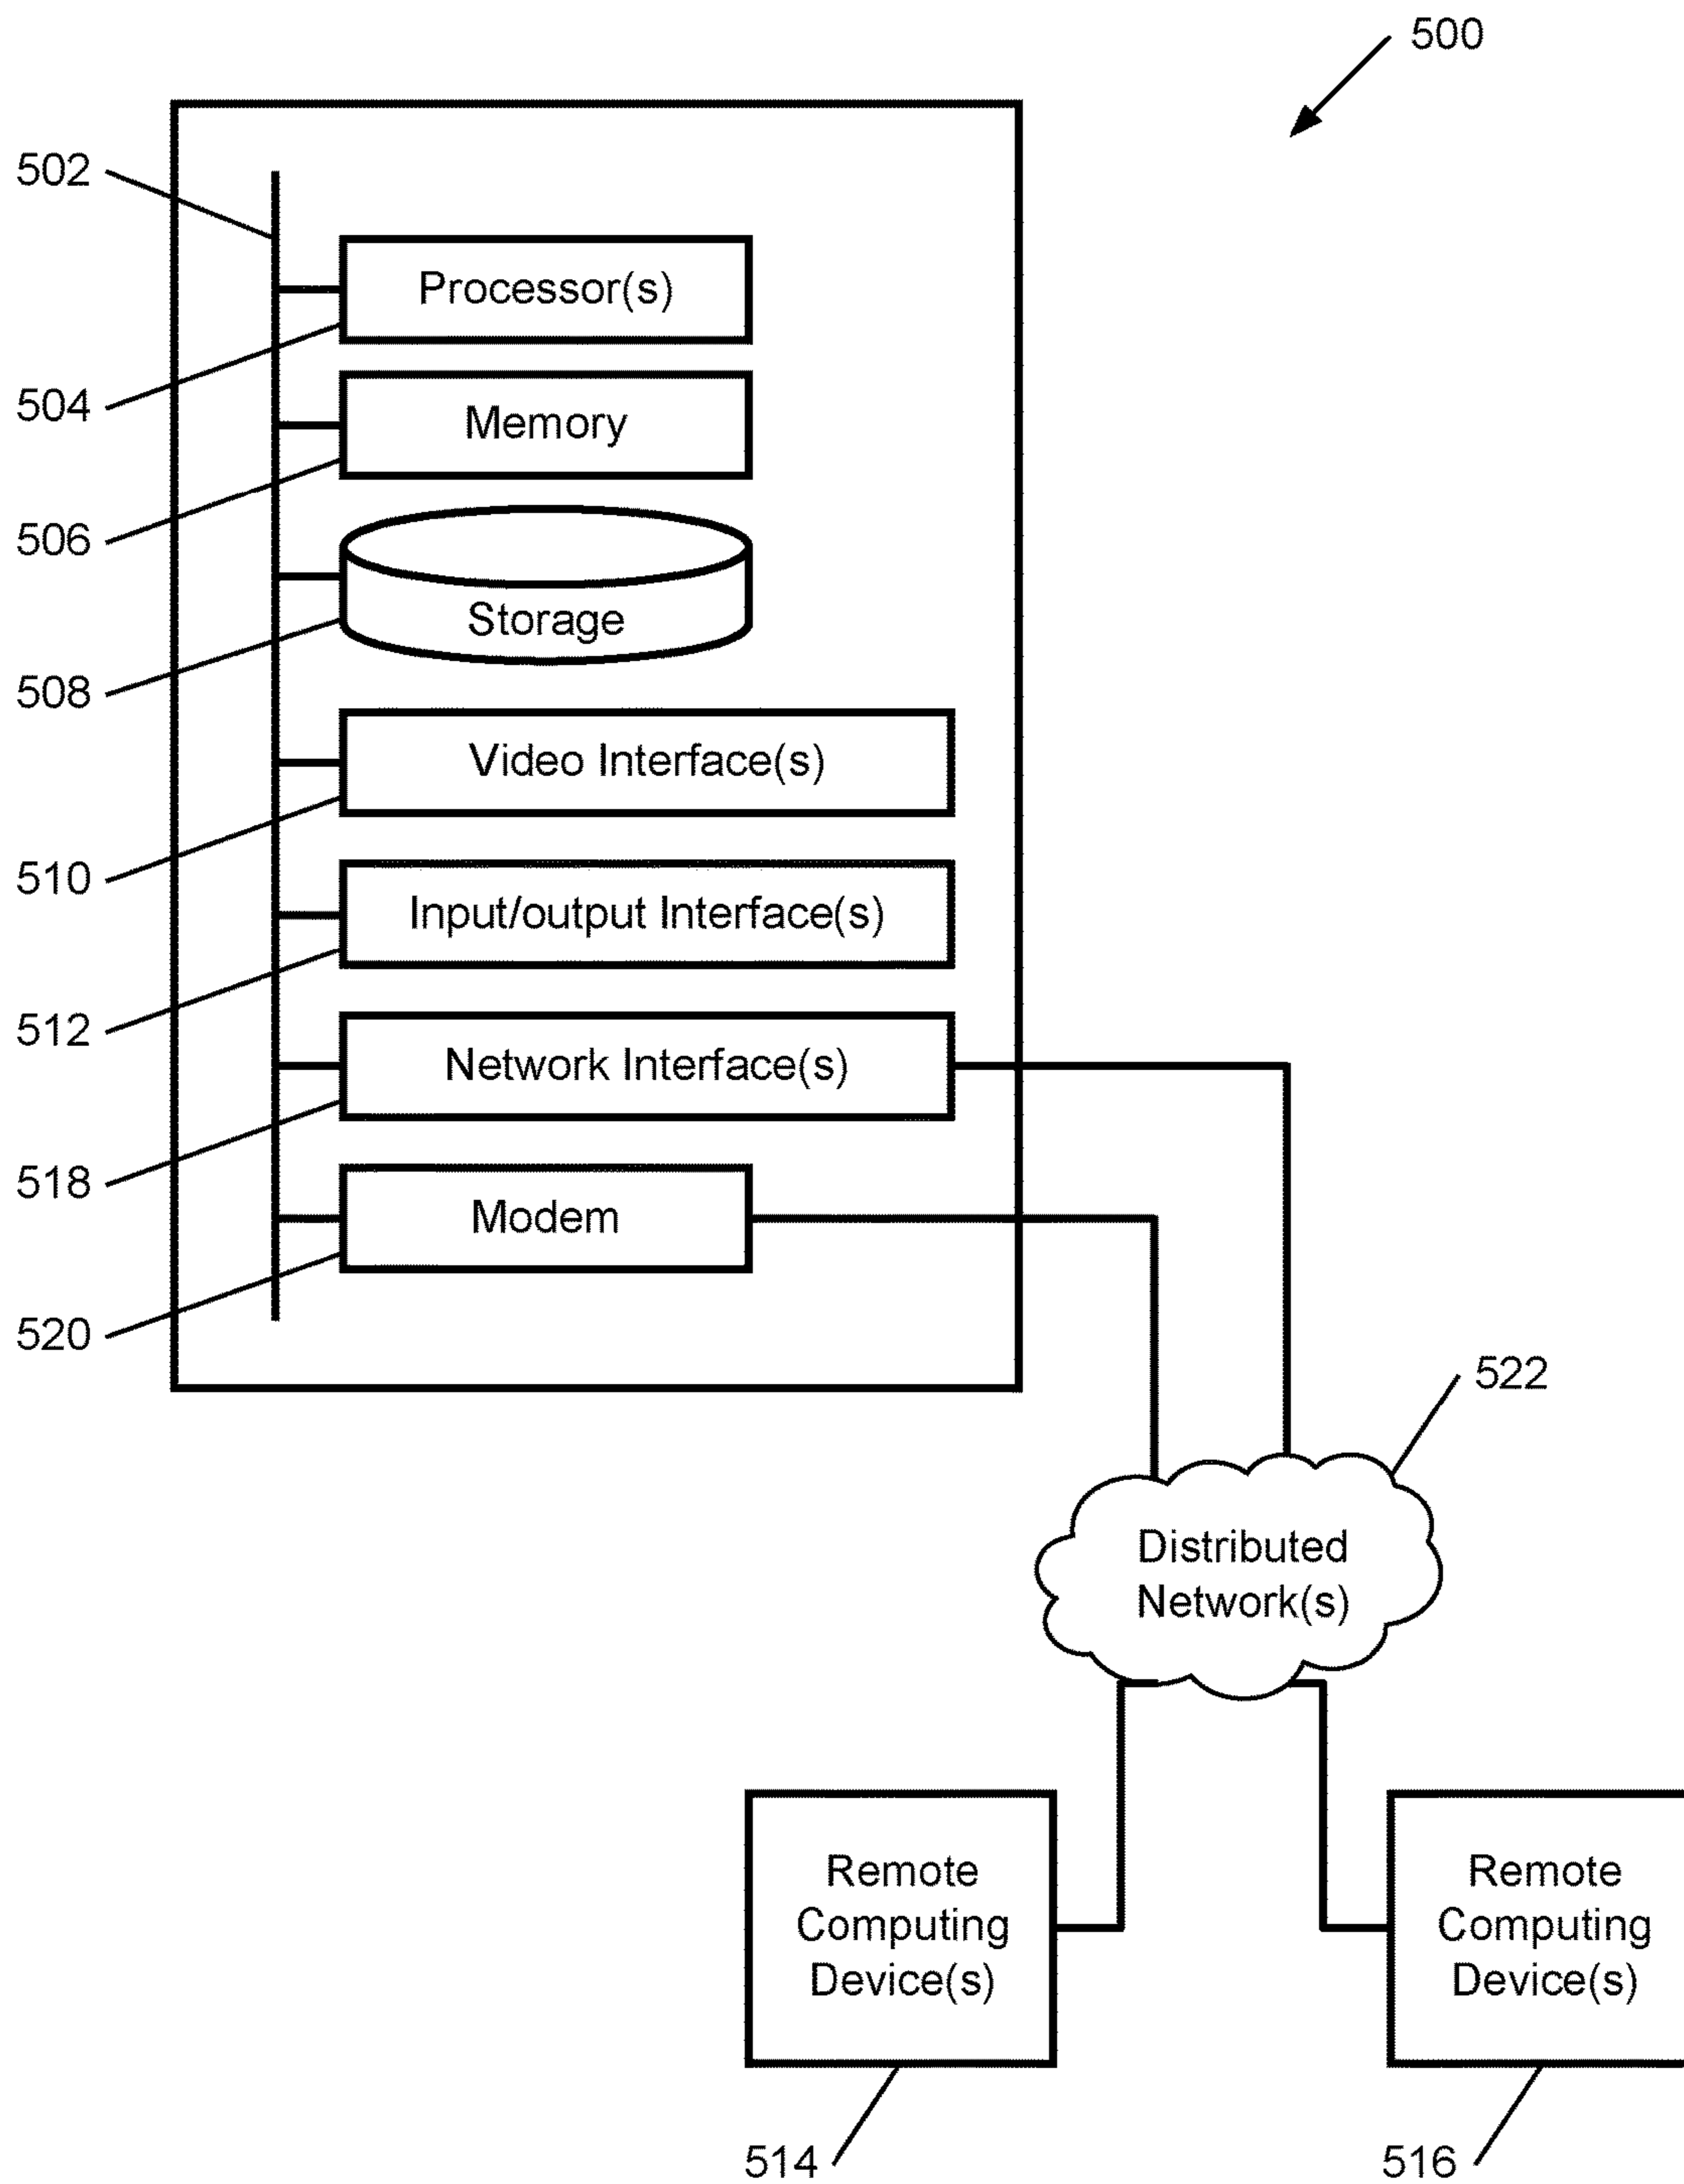 500
502
Processor(s)
504
Memory
506
Storage
508
Video Interface(s)
510
Input/output Interface(s)
512
Network Interface(s)
518
Modem
520
522
Distributed
Network(s)
Remote
Computing
Device(s)
Remote
Computing
Device(s)
514
516